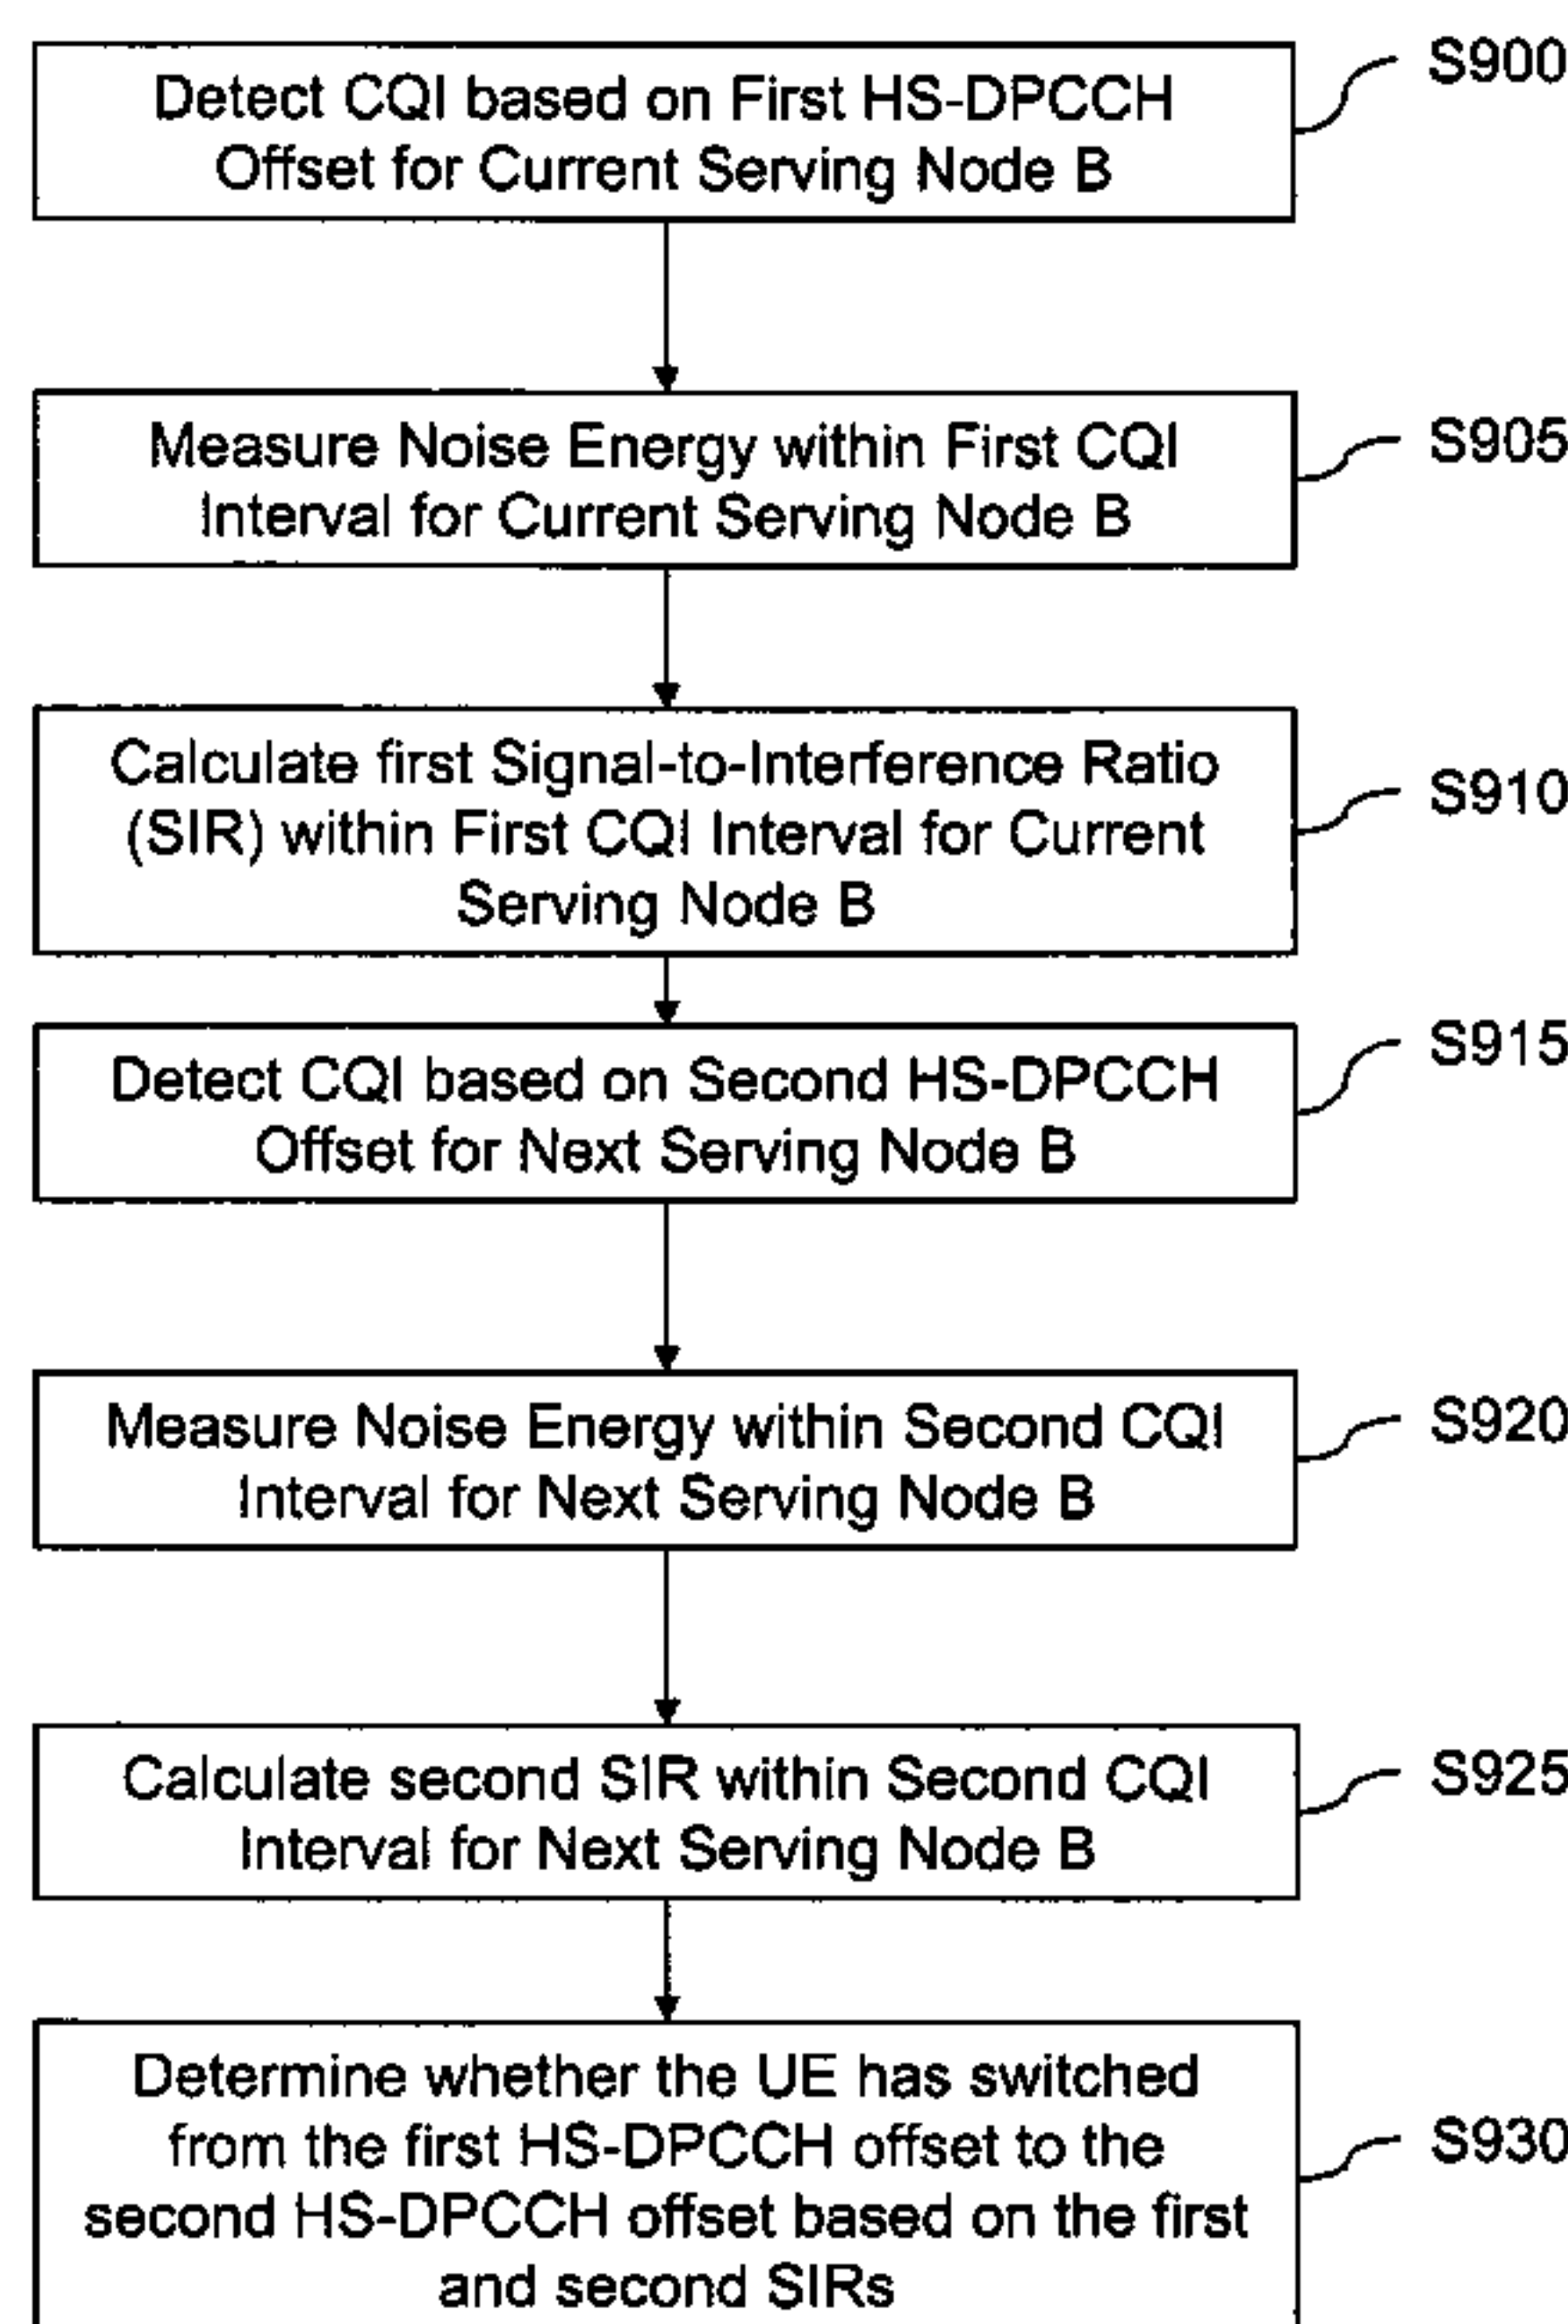 Detect CQI based on First HS-DPCCH
Offset for Current Serving Node B
S900
Measure Noise Energy within First CQI
Interval for Current Serving Node B
S905
Calculate first Signal-to-Interference Ratio
(SIR) within First CQI Interval for Current
Serving Node B
S910
Detect CQI based on Second HS-DPCCH
Offset for Next Serving Node B
S915
Measure Noise Energy within Second CQI
Interval for Next Serving Node B
S920
Calculate second SIR within Second CQI
Interval for Next Serving Node B
S925
Determine whether the UE has switched
from the first HS-DPCCH offset to the
second HS-DPCCH offset based on the first
and second SIRs
S930